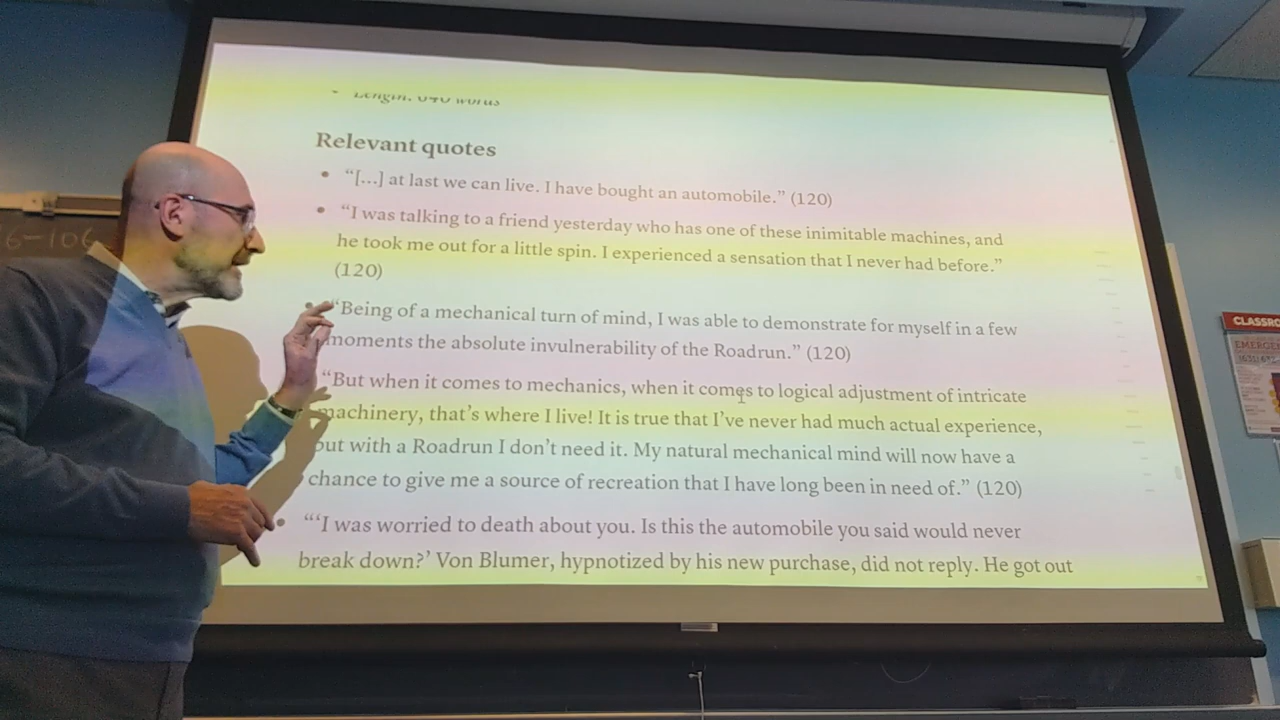 Length: 840 words
Relevant quotes
• “[…] at last we can live. I have bought an automobile.” (120)
• “I was talking to a friend yesterday who has one of these inimitable machines, and
he took me out for a little spin. I experienced a sensation that I never had before.”
(120)
“Being of a mechanical turn of mind, I was able to demonstrate for myself in a few
moments the absolute invulnerability of the Roadrun.” (120)
“But when it comes to mechanics, when it comes to logical adjustment of intricate
machinery, that’s where I live! It is true that I’ve never had much actual experience,
but with a Roadrun I don’t need it. My natural mechanical mind will now have a
chance to give me a source of recreation that I have long been in need of.” (120)
• “‘I was worried to death about you. Is this the automobile you said would never
break down?’ Von Blumer, hypnotized by his new purchase, did not reply. He got out
6-106
CLASSRO
EMERGEN